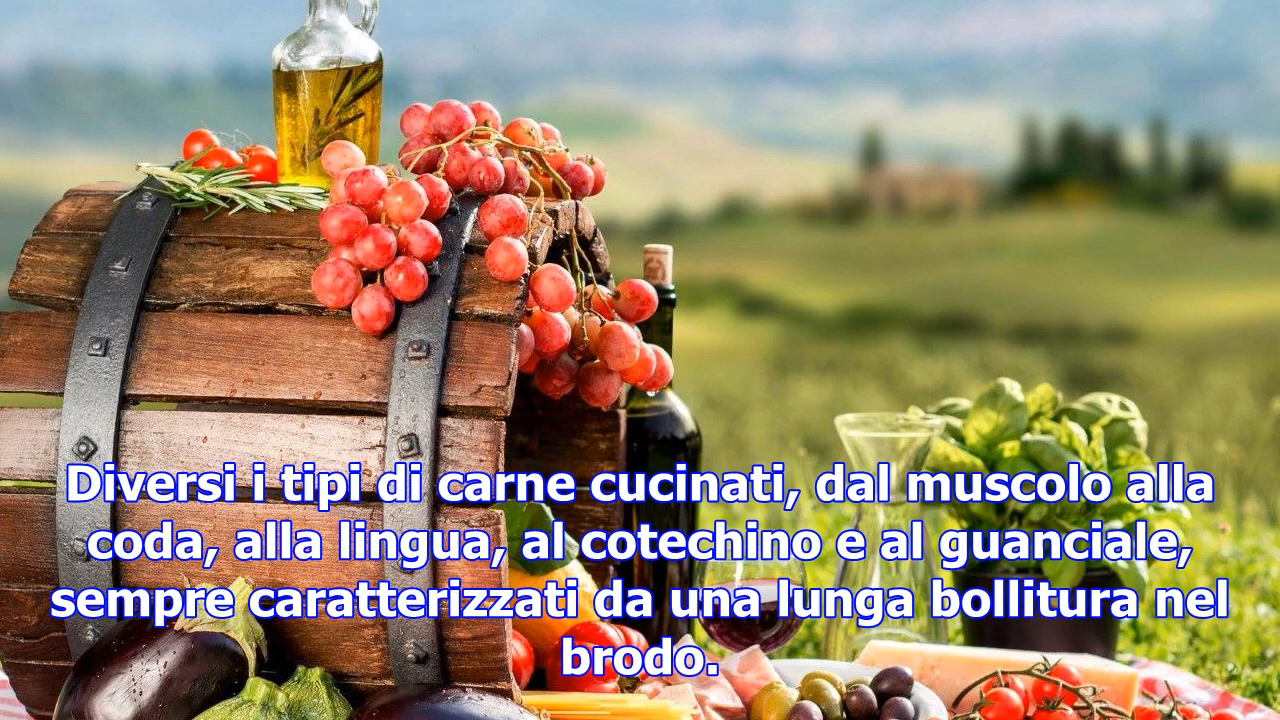 Diversi i tipi di carne cucinati, dal muscolo alla
coda, alla lingua, al cotechino e al guanciale,
sempre caratterizzati da una lunga bollitura nel
brodo.